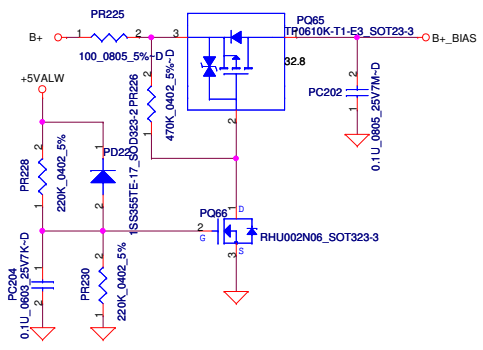 PR225
PQ65
TP0610K-T1-E3_SOT23-3
B+
1
2
3
1
B+_BIAS
100_0805_5%~D
32.8
+5VALW
2
PR226
470K_0402_5%~D
1
2
1
2
PC202
0.1U_0805_25V7M~D
2
PR228
220K_0402_5%
1
1
PD22
1SS355TE-17_SOD323-2
2
PQ66
1
D
2
G
S
3
RHU002N06_SOT323-3
1
PC204
0.1U_0603_25V7K~D
2
2
PR230
220K_0402_5%
1